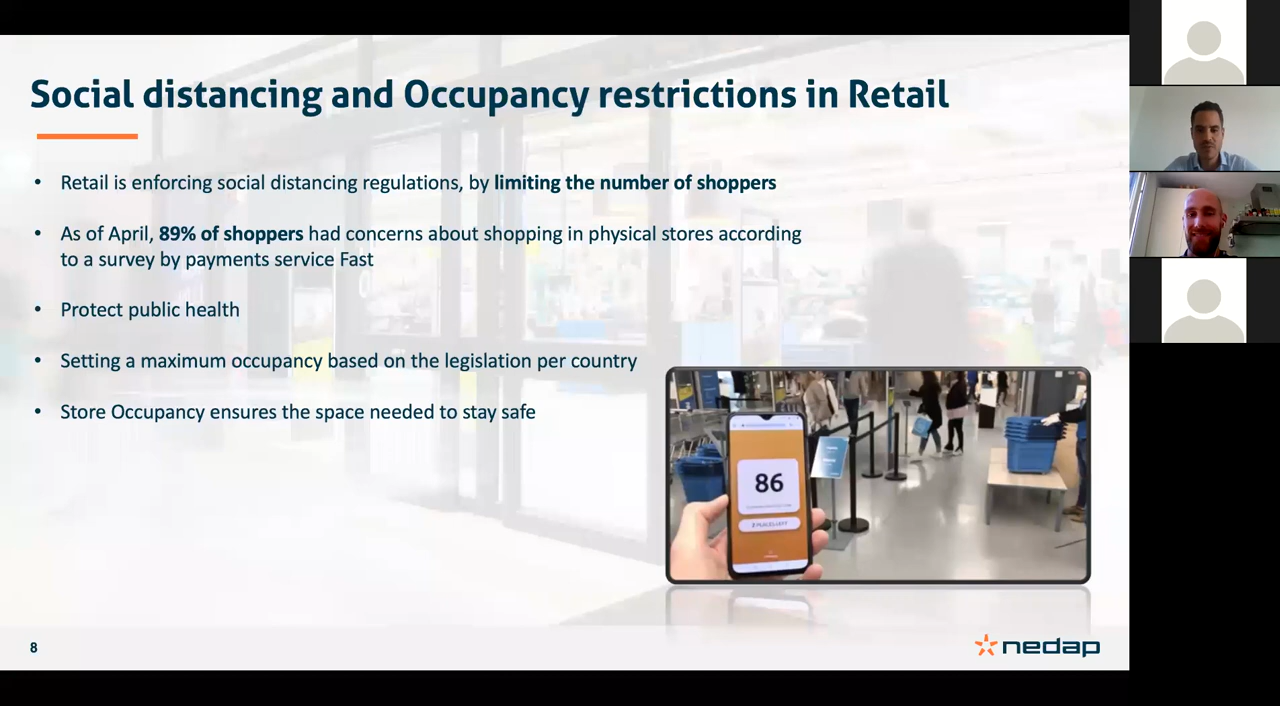 Social distancing and Occupancy restrictions in Retail
• Retail is enforcing social distancing regulations, by limiting the number of shoppers
• As of April, 89% of shoppers had concerns about shopping in physical stores according
to a survey by payments service Fast
• Protect public health
• Setting a maximum occupancy based on the legislation per country
• Store Occupancy ensures the space needed to stay safe
86
2 PLACES LEFT
8
nedap